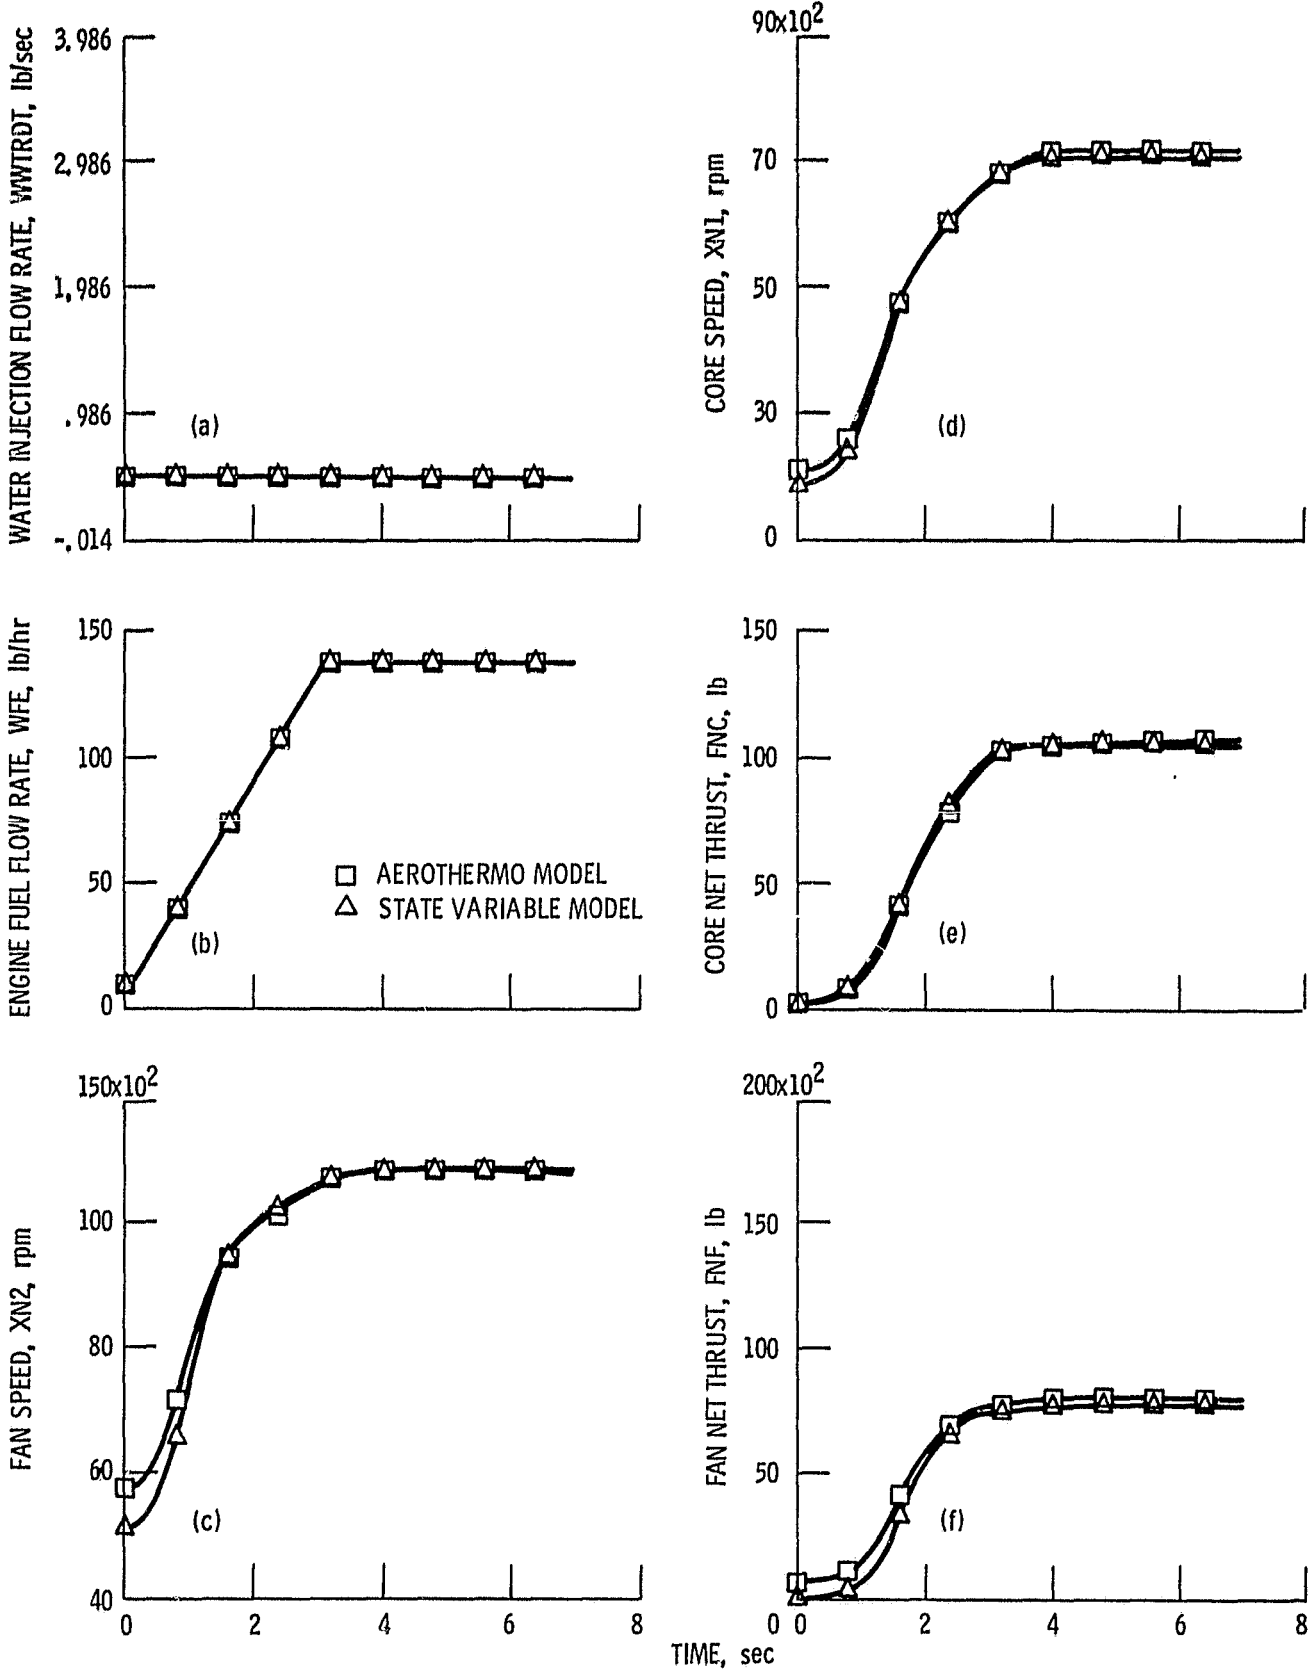 WATER INJECTION FLOW RATE, WWTRDT, lb/sec
3.986
2,986
1,986
.986
-.014
(a)
90x10²
70
50
30
0
CORE SPEED, XN1, rpm
(d)
ENGINE FUEL FLOW RATE, WFE, lb/hr
150
100
50
0
(b)
□ AEROTHERMO MODEL
△ STATE VARIABLE MODEL
CORE NET THRUST, FNC, lb
150
100
50
0
(e)
FAN SPEED, XN2, rpm
150x10²
100
80
60
40
(c)
0 2 4 6 8
FAN NET THRUST, FNF, lb
200x10²
150
100
50
0
(f)
0 2 4 6 8
TIME, sec